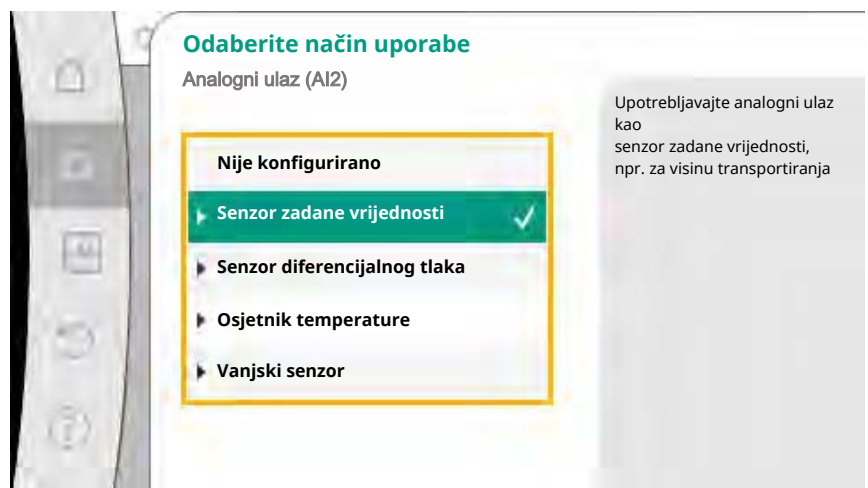 Odaberite način uporabe
Analogni ulaz (AI2)
Nije konfigurirano
Senzor zadane vrijednosti
Senzor diferencijalnog tlaka
Osjetnik temperature
Vanjski senzor
Upotrebljavajte analogni ulaz
kao
senzor zadane vrijednosti,
npr. za visinu transportiranja